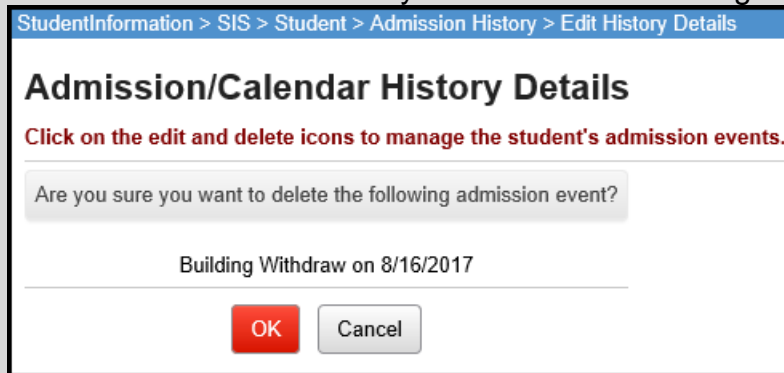 StudentInformation > SIS > Student > Admission History > Edit History Details
Admission/Calendar History Details
Click on the edit and delete icons to manage the student's admission events.
Are you sure you want to delete the following admission event?
Building Withdraw on 8/16/2017
OK Cancel